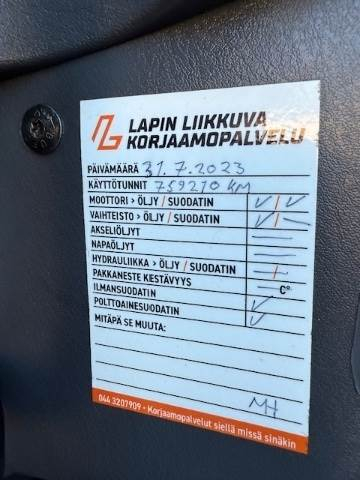 LAPIN LIIKKUVA
KORJAAMOPALVELU
PÄIVÄMÄÄRÄ 31.7.2023
KÄYTTÖTUNNIT 759210 KM
MOOTTORI > ÖLJY / SUODATIN ✓ / ✓
VAIHTEISTO > ÖLJY / SUODATIN ✓ / –
AKSELIÖLJYT –
NAPAÖLJYT –
HYDRAULIIKKA > ÖLJY / SUODATIN – / –
PAKKANESTE KESTÄVYYS – C°
ILMANSUODATIN ✓
POLTTOAINESUODATIN ✓
MITÄPÄ SE MUUTA:
MH
044 3207909 • Korjaamopalvelut siellä missä sinäkin